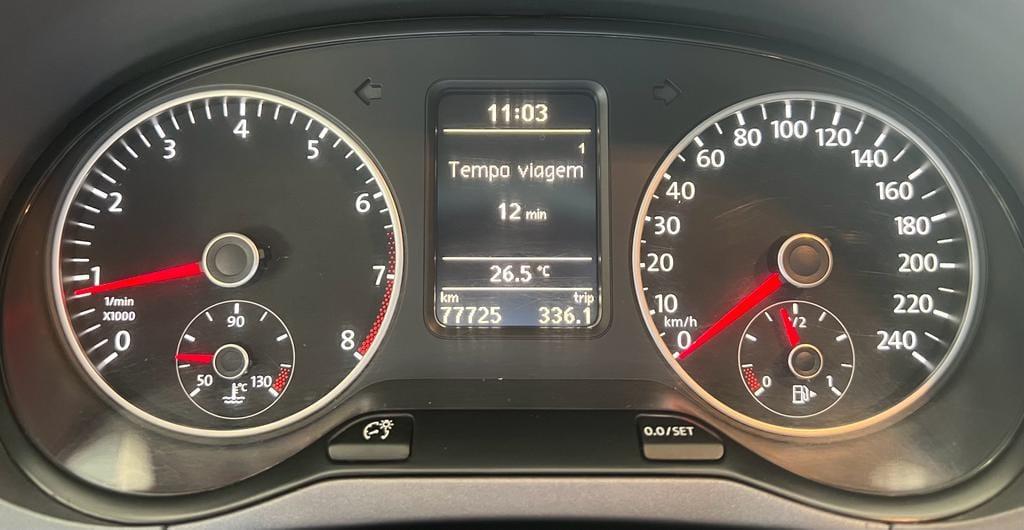 11:03
1
Tempo viagem
12 min
26.5 °C
km trip
77725 336.1
0 1 2 3 4 5 6 7 8
1/min
X1000
50 90 130
°C
0 10 20 30 40 60 80 100 120 140 160 180 200 220 240
km/h
0 1/2 1
0.0/SET